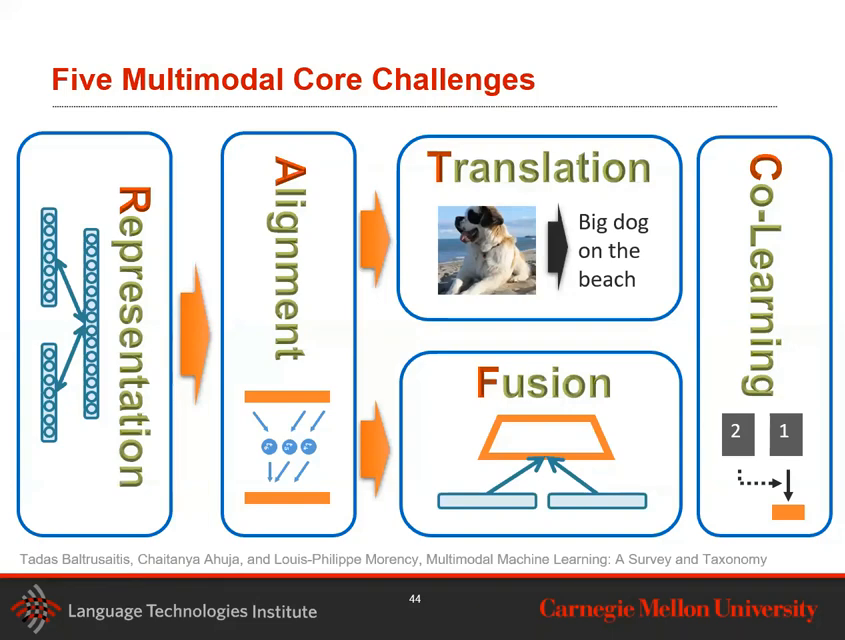 Five Multimodal Core Challenges
Representation
Alignment
Translation
Big dog
on the
beach
Fusion
Co-Learning
2 1
Tadas Baltrusaitis, Chaitanya Ahuja, and Louis-Philippe Morency, Multimodal Machine Learning: A Survey and Taxonomy
Language Technologies Institute
44
Carnegie Mellon University